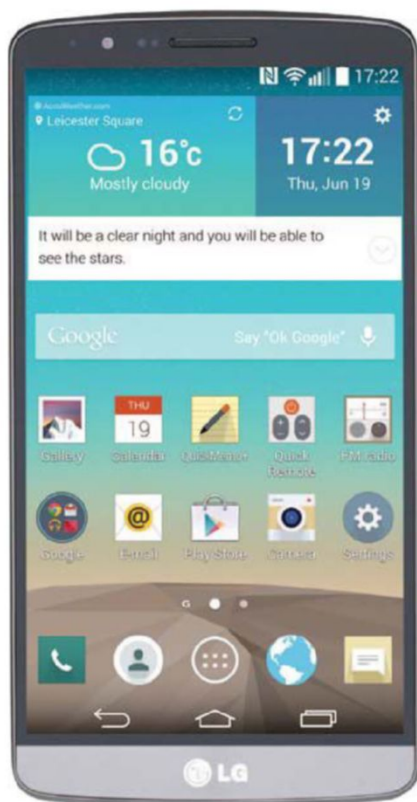 17:22
AccuWeather.com
Leicester Square
16°c
Mostly cloudy
17:22
Thu, Jun 19
It will be a clear night and you will be able to
see the stars.
Google
Say "Ok Google"
THU
19
Gallery
Calendar
QuickMemo+
Quick
Remote
FM radio
@
Google
Email
Play Store
Camera
Settings
G
LG